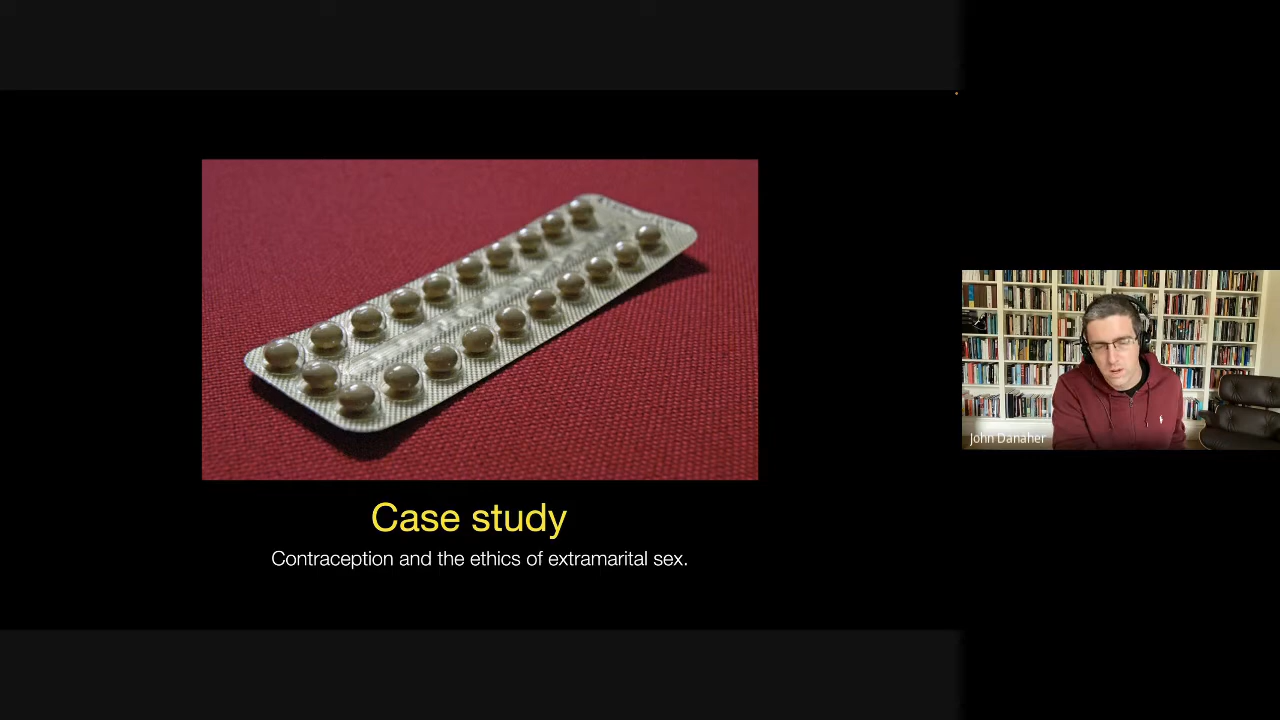 Case study
Contraception and the ethics of extramarital sex.
John Danaher